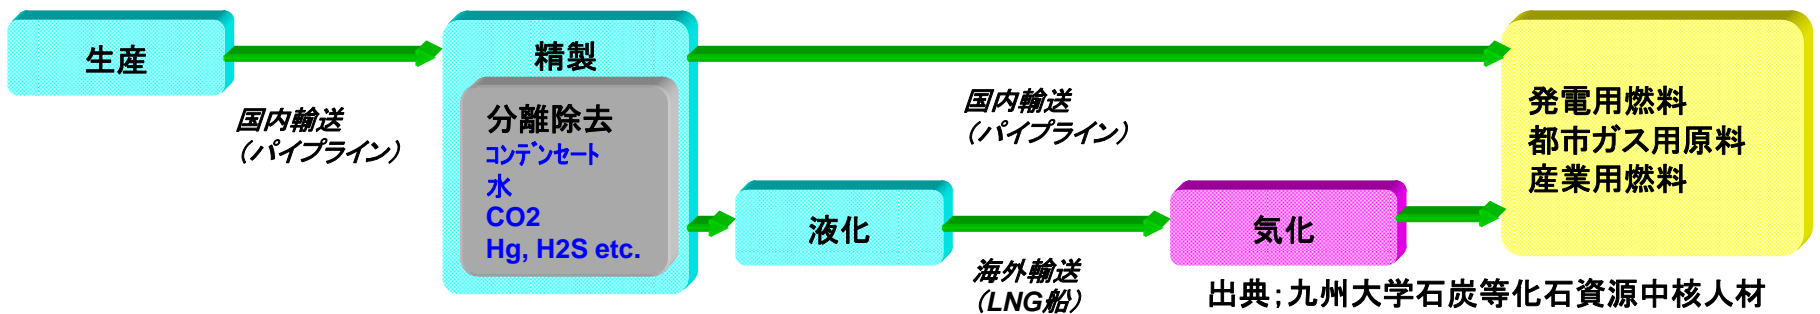 生産
国内輸送
（パイプライン）
精製
分離除去
コンデンセート
水
CO2
Hg, H2S etc.
国内輸送
（パイプライン）
液化
海外輸送
（LNG船）
気化
発電用燃料
都市ガス用原料
産業用燃料
出典；九州大学石炭等化石資源中核人材